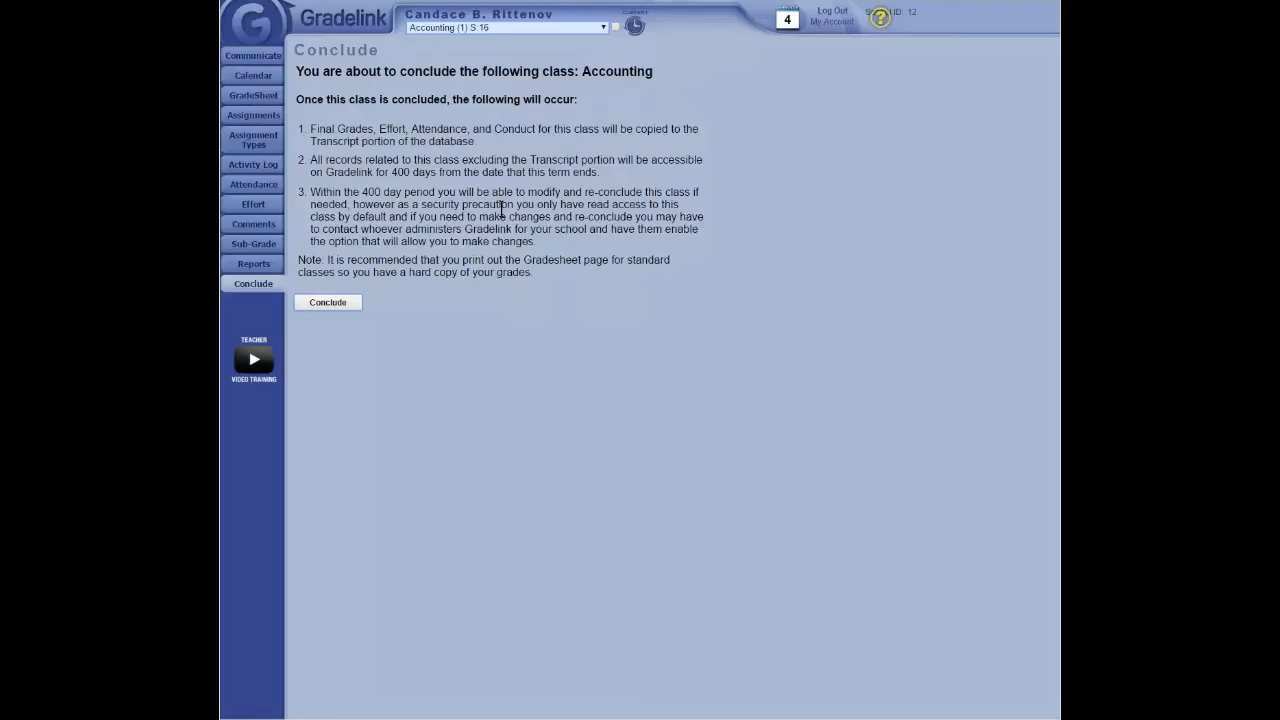 Gradelink
Candace B. Rittenov
Accounting (1) S:16
CURRENT
4
Log Out
My Account
?
ID: 12
Communicate
Calendar
GradeSheet
Assignments
Assignment
Types
Activity Log
Attendance
Effort
Comments
Sub-Grade
Reports
Conclude
TEACHER
VIDEO TRAINING
Conclude
You are about to conclude the following class: Accounting
Once this class is concluded, the following will occur:
1. Final Grades, Effort, Attendance, and Conduct for this class will be copied to the
Transcript portion of the database.
2. All records related to this class excluding the Transcript portion will be accessible
on Gradelink for 400 days from the date that this term ends.
3. Within the 400 day period you will be able to modify and re-conclude this class if
needed, however as a security precaution you only have read access to this
class by default and if you need to make changes and re-conclude you may have
to contact whoever administers Gradelink for your school and have them enable
the option that will allow you to make changes.
Note: It is recommended that you print out the Gradesheet page for standard
classes so you have a hard copy of your grades.
Conclude